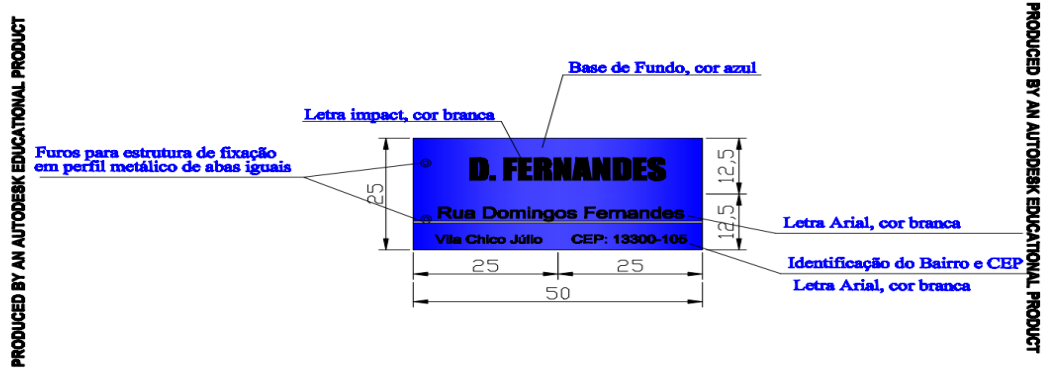 PRODUCED BY AN AUTODESK EDUCATIONAL PRODUCT
PRODUCED BY AN AUTODESK EDUCATIONAL PRODUCT
Base de Fundo, cor azul
Letra impact, cor branca
Furos para estrutura de fixação
em perfil metálico de abas iguais
D. FERNANDES
Rua Domingos Fernandes
Vila Chico Júlio CEP: 13300-105
25
12,5
12,5
Letra Arial, cor branca
Identificação do Bairro e CEP
Letra Arial, cor branca
25 25
50